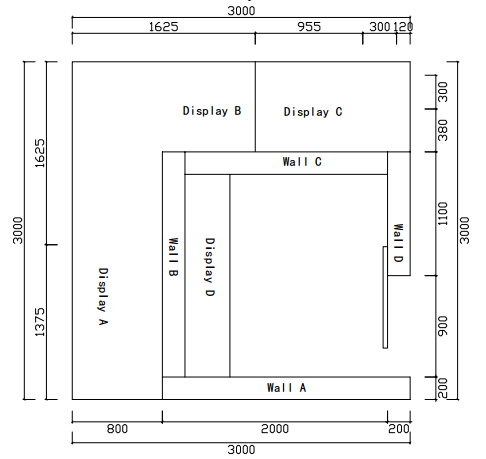 3000
1625 955 300 120
Display B Display C
300
380
1625
Wall C
3000
3000
1100
Wall B
Display D
Wall D
Display A
1375
900
Wall A
200
800 2000 200
3000